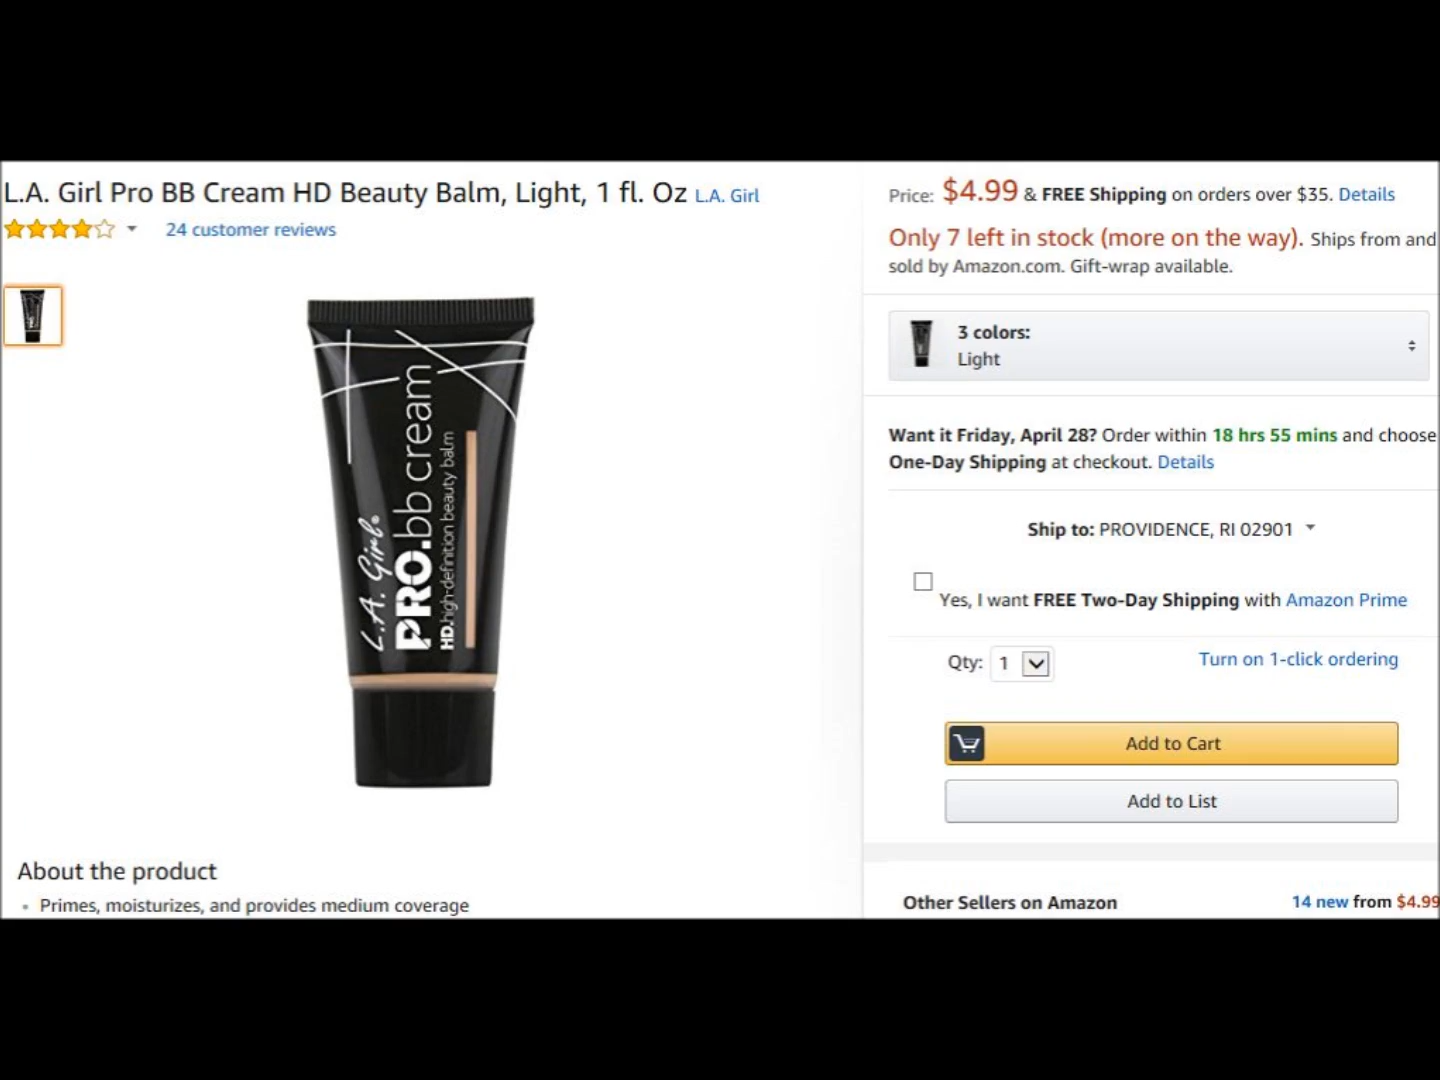 L.A. Girl Pro BB Cream HD Beauty Balm, Light, 1 fl. Oz L.A. Girl
24 customer reviews
L.A. Girl®
PRO.bb cream
HD.high-definition beauty balm
About the product
Primes, moisturizes, and provides medium coverage
Price: $4.99 & FREE Shipping on orders over $35. Details
Only 7 left in stock (more on the way). Ships from and
sold by Amazon.com. Gift-wrap available.
3 colors:
Light
Want it Friday, April 28? Order within 18 hrs 55 mins and choose
One-Day Shipping at checkout. Details
Ship to: PROVIDENCE, RI 02901
Yes, I want FREE Two-Day Shipping with Amazon Prime
Qty: 1
Turn on 1-click ordering
Add to Cart
Add to List
Other Sellers on Amazon
14 new from $4.99